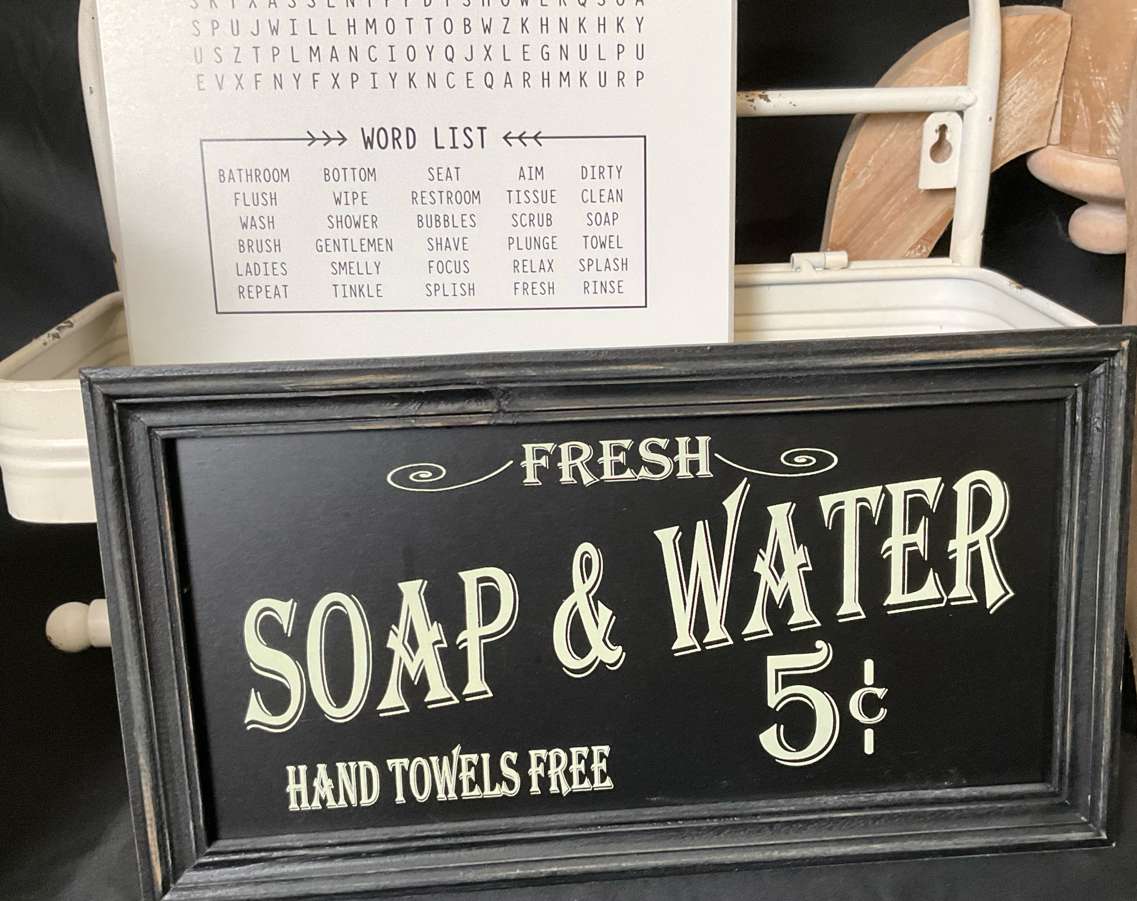 SPUJWILLHMOTTOBWZKHNKHKY
USZTPLMANCIOYQJXLEGNULPU
EVXFNYFXPIYKNCEQARHMKURP
WORD LIST
BATHROOM BOTTOM SEAT AIM DIRTY
FLUSH WIPE RESTROOM TISSUE CLEAN
WASH SHOWER BUBBLES SCRUB SOAP
BRUSH GENTLEMEN SHAVE PLUNGE TOWEL
LADIES SMELLY FOCUS RELAX SPLASH
REPEAT TINKLE SPLISH FRESH RINSE
FRESH
SOAP & WATER
5¢
HAND TOWELS FREE